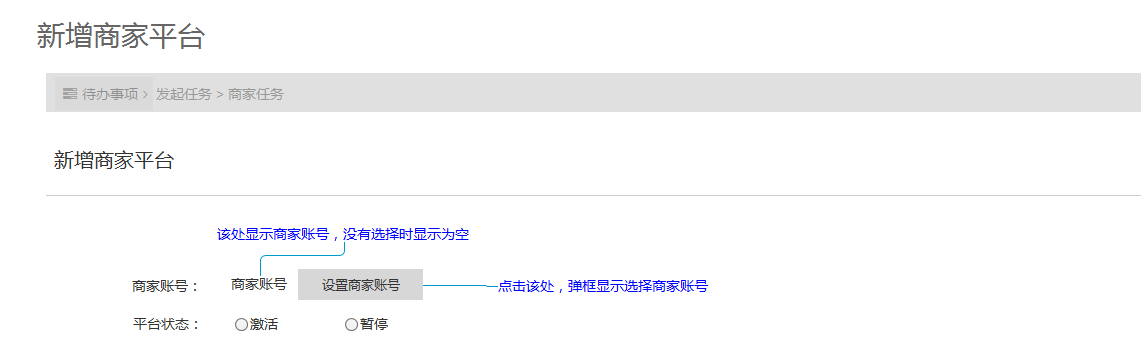 新增商家平台
待办事项 > 发起任务 > 商家任务
新增商家平台
该处显示商家账号，没有选择时显示为空
商家账号： 商家账号 设置商家账号 点击该处，弹框显示选择商家账号
平台状态： 激活 暂停